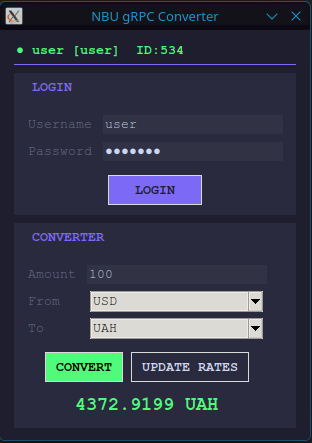 NBU gRPC Converter
● user [user] ID:534
LOGIN
Username user
Password ●●●●●●●
LOGIN
CONVERTER
Amount 100
From USD
To UAH
CONVERT UPDATE RATES
4372.9199 UAH